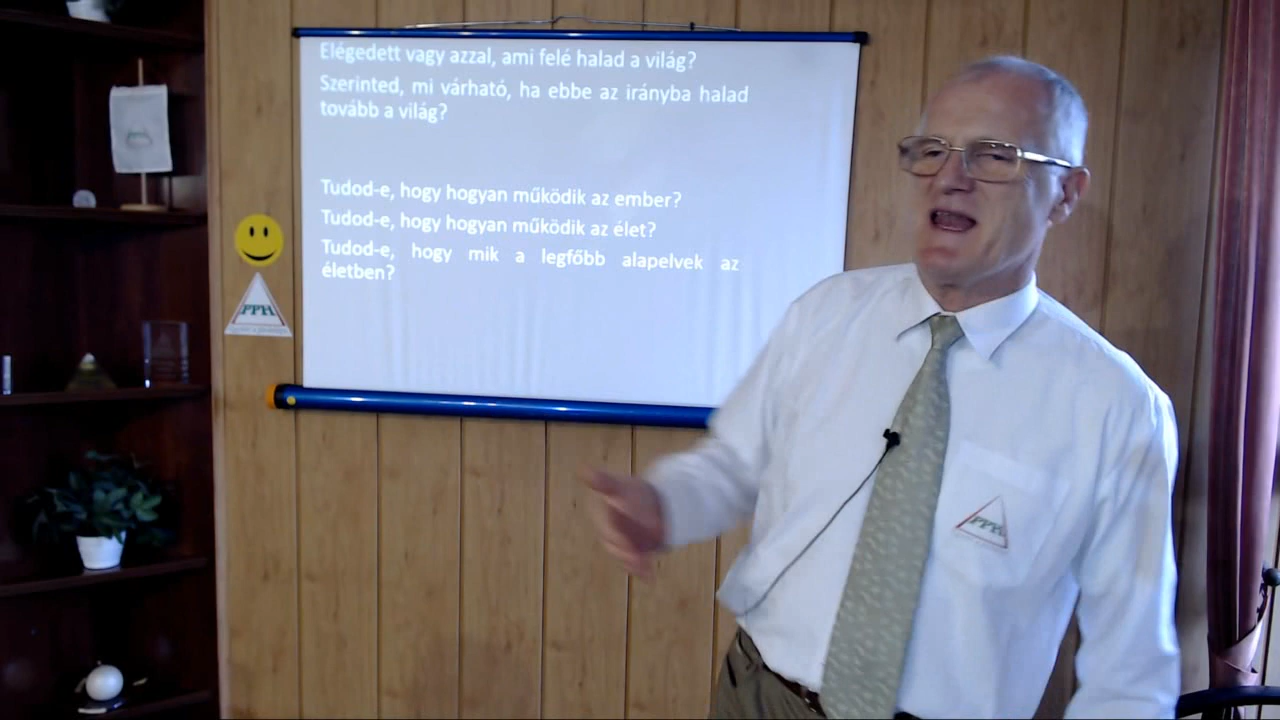 Elégedett vagy azzal, ami felé halad a világ?
Szerinted, mi várható, ha ebbe az irányba halad
tovább a világ?
Tudod-e, hogy hogyan működik az ember?
Tudod-e, hogy hogyan működik az élet?
Tudod-e, hogy mik a legfőbb alapelvek az
életben?
PPH
PPH